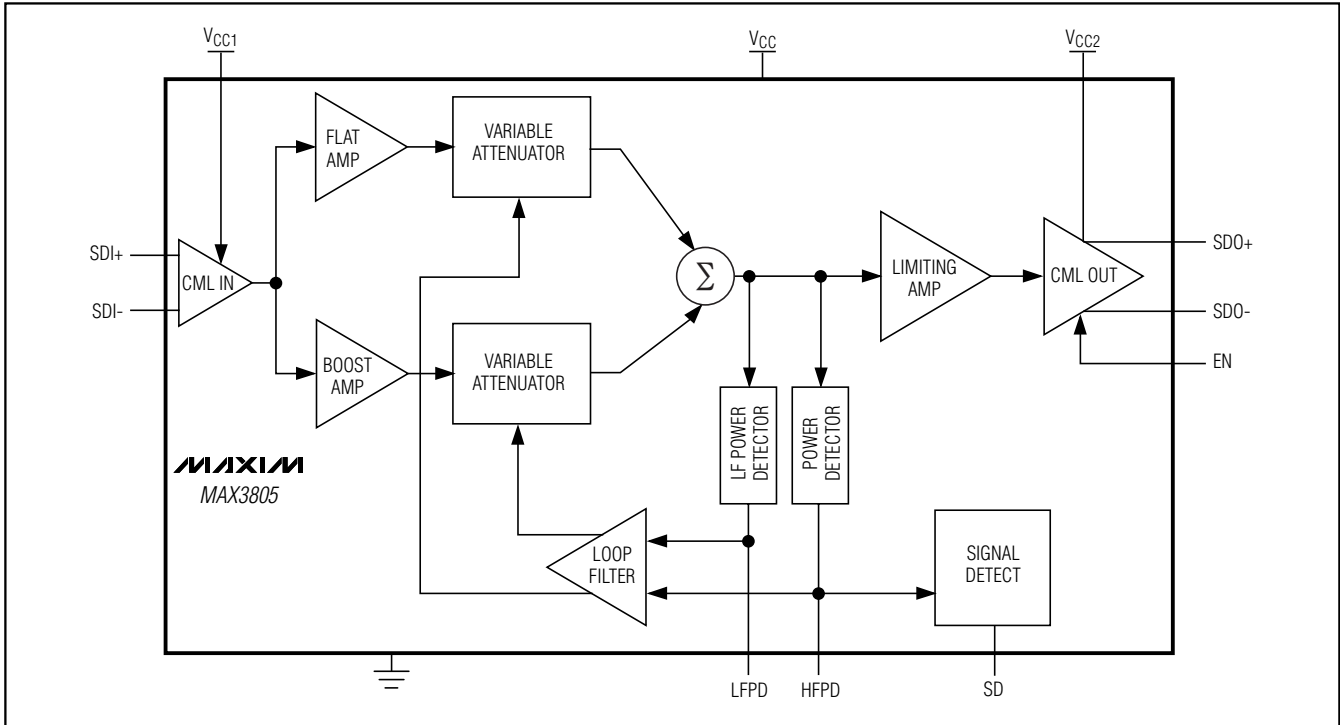 VCC1
VCC
VCC2
FLAT
AMP
VARIABLE
ATTENUATOR
SDI+
SDI-
CML IN
Σ
LIMITING
AMP
CML OUT
SDO+
SDO-
EN
BOOST
AMP
VARIABLE
ATTENUATOR
LF POWER
DETECTOR
POWER
DETECTOR
MAXIM
MAX3805
LOOP
FILTER
SIGNAL
DETECT
LFPD
HFPD
SD